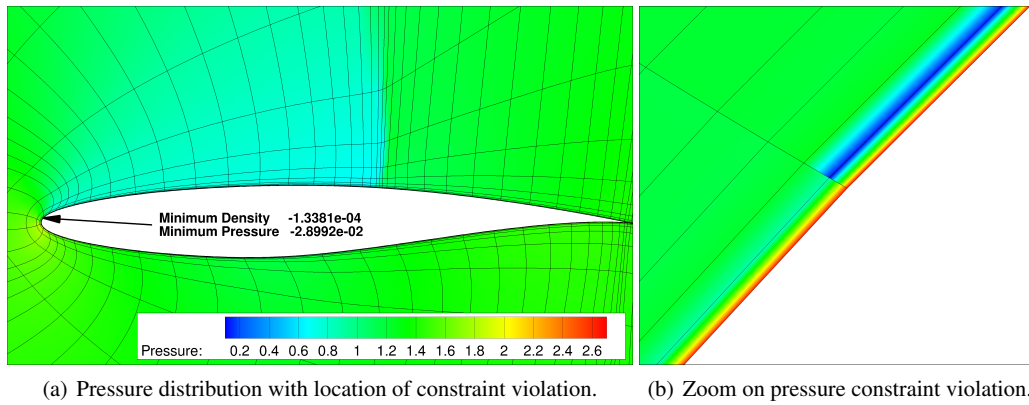 Minimum Density -1.3381e-04
Minimum Pressure -2.8992e-02
Pressure: 0.2 0.4 0.6 0.8 1 1.2 1.4 1.6 1.8 2 2.2 2.4 2.6
(a) Pressure distribution with location of constraint violation.
(b) Zoom on pressure constraint violation.